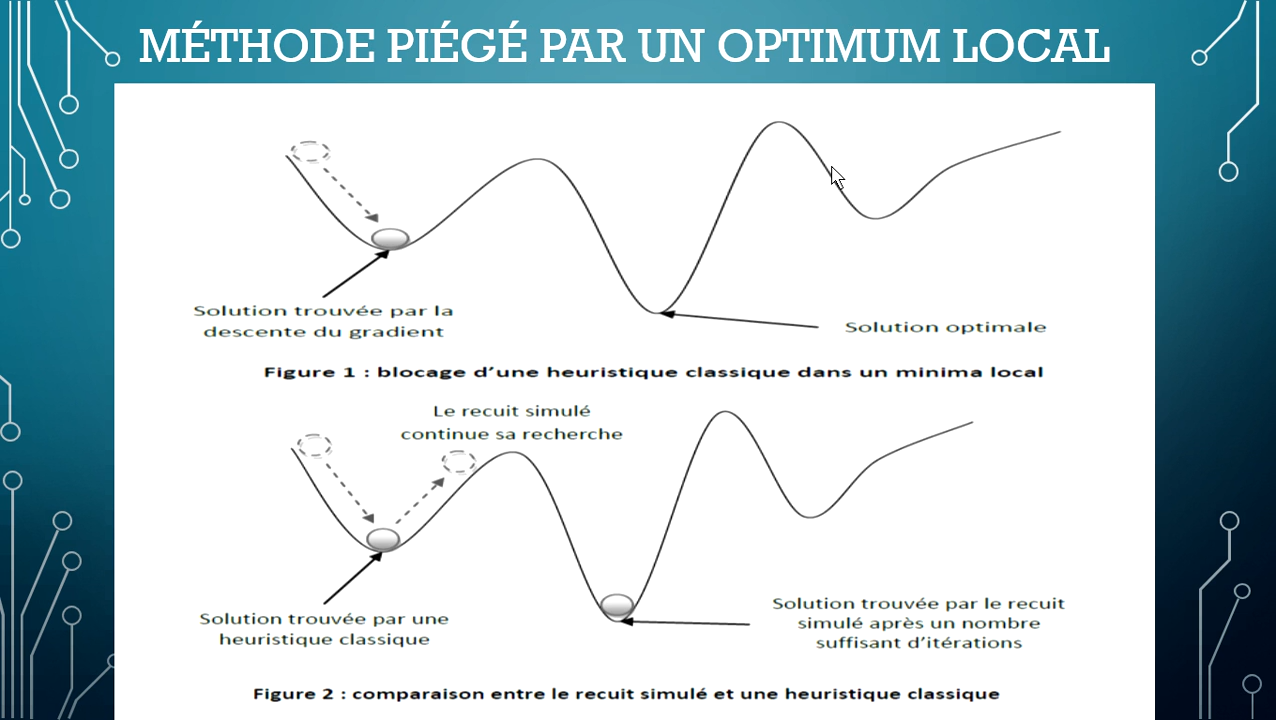 MÉTHODE PIÉGÉ PAR UN OPTIMUM LOCAL
Solution trouvée par la
descente du gradient
Solution optimale
Figure 1 : blocage d’une heuristique classique dans un minima local
Le recuit simulé
continue sa recherche
Solution trouvée par une
heuristique classique
Solution trouvée par le recuit
simulé après un nombre
suffisant d’itérations
Figure 2 : comparaison entre le recuit simulé et une heuristique classique